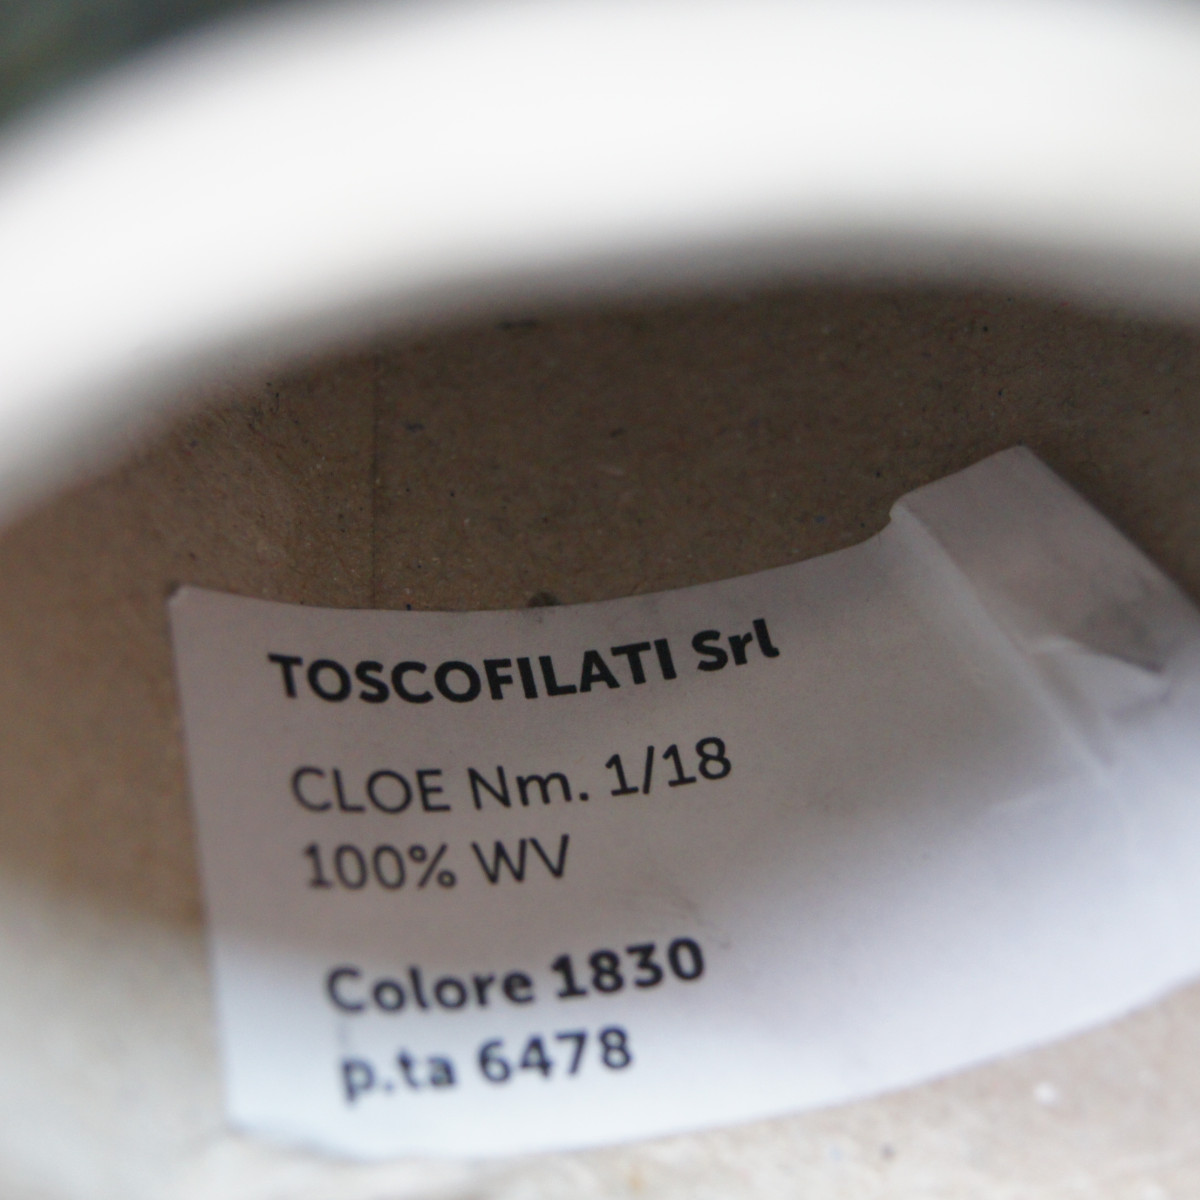 TOSCOFILATI Srl
CLOE Nm. 1/18
100% WV
Colore 1830
p.ta 6478